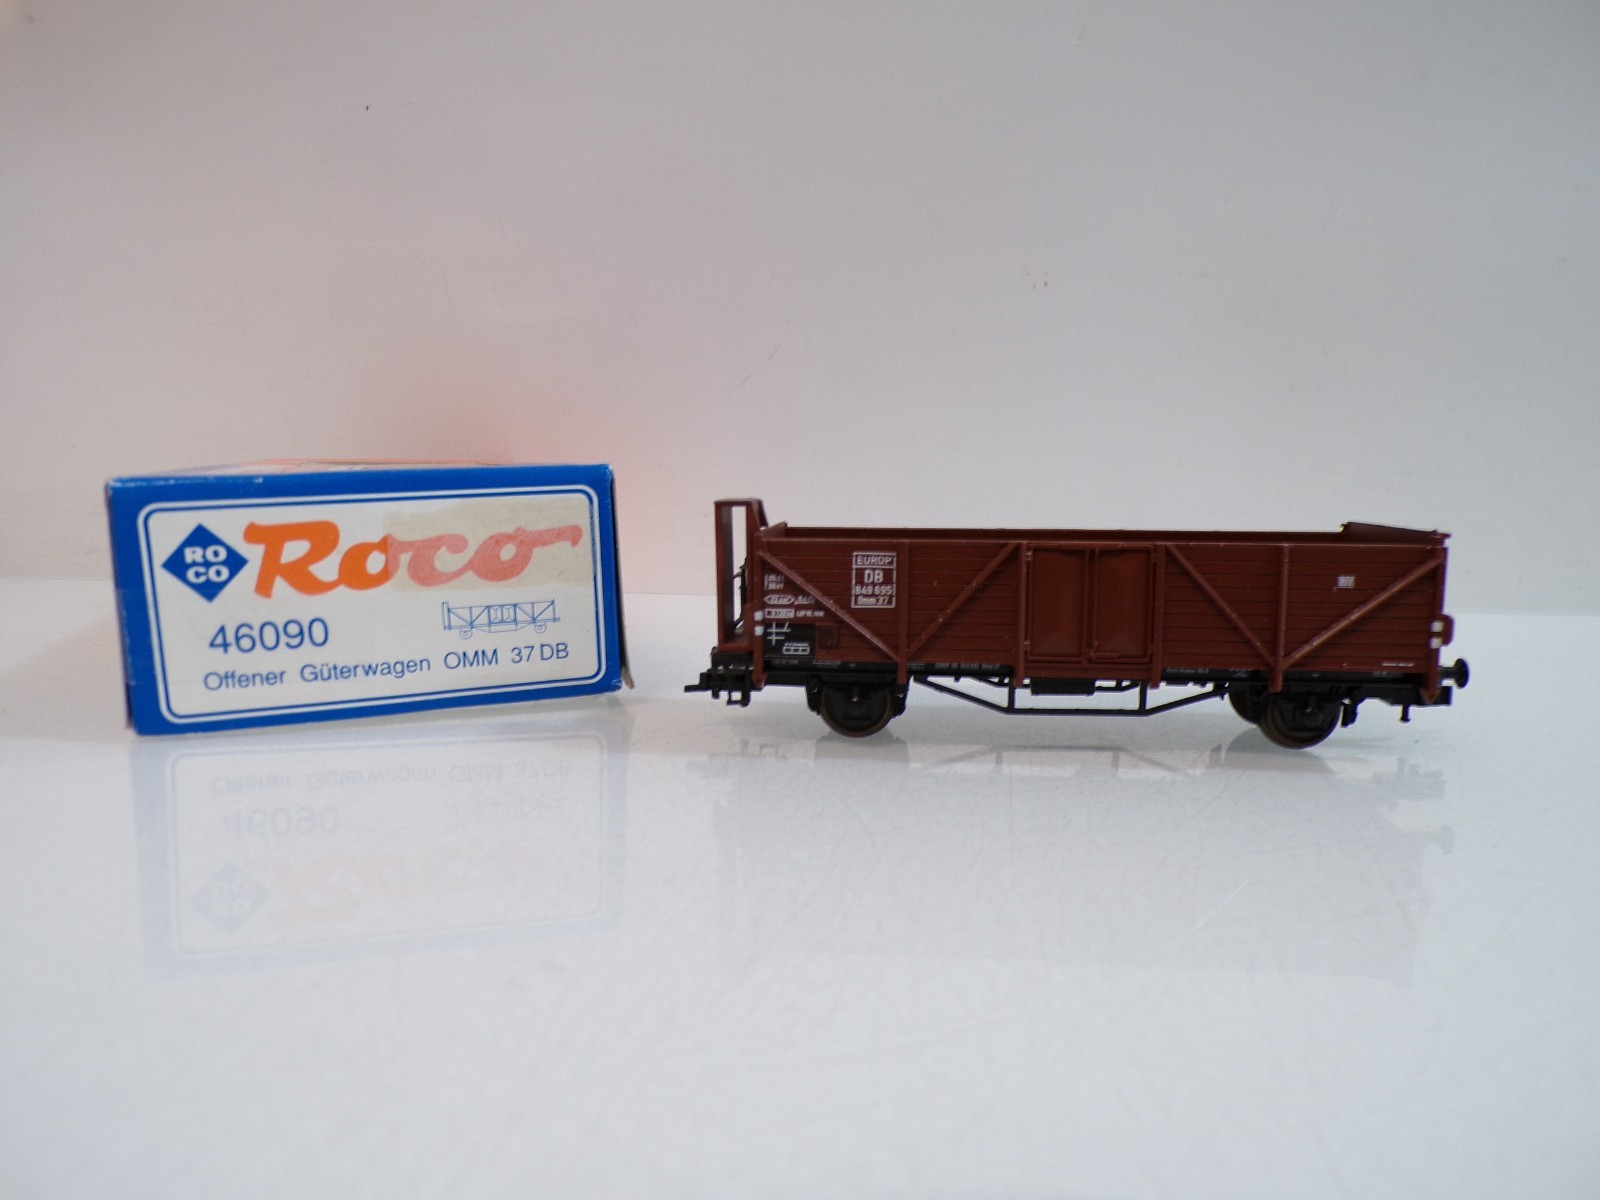 RO
CO
Roco
46090
Offener Güterwagen OMM 37 DB
EUROP
DB
849 695
Omm 37